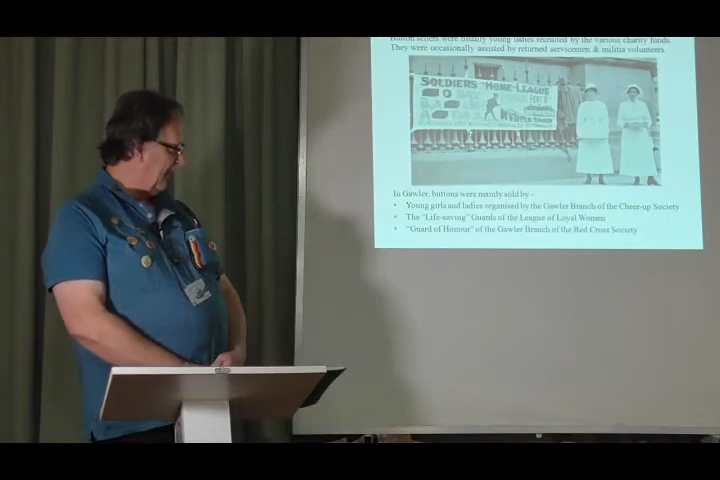 Button sellers were usually young ladies recruited by the various charity funds.
They were occasionally assisted by returned servicemen & militia volunteers.
SOLDIERS' HOME LEAGUE
In Gawler, buttons were mainly sold by -
• Young girls and ladies organised by the Gawler Branch of the Cheer-up Society
• The "Life-saving" Guards of the League of Loyal Women
• "Guard of Honour" of the Gawler Branch of the Red Cross Society